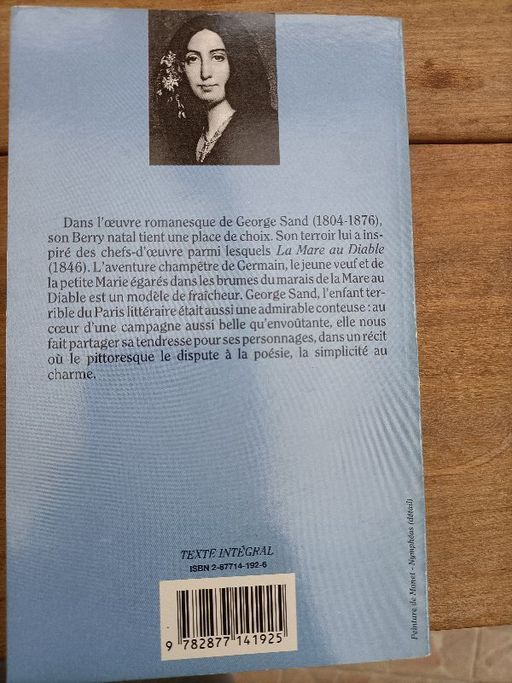 Dans l'œuvre romanesque de George Sand (1804-1876),
son Berry natal tient une place de choix. Son terroir lui a ins-
piré des chefs-d'œuvre parmi lesquels La Mare au Diable
(1846). L'aventure champêtre de Germain, le jeune veuf et de
la petite Marie égarés dans les brumes du marais de la Mare au
Diable est un modèle de fraîcheur. George Sand, l'enfant ter-
rible du Paris littéraire était aussi une admirable conteuse : au
cœur d'une campagne aussi belle qu'envoûtante, elle nous
fait partager sa tendresse pour ses personnages, dans un récit
où le pittoresque le dispute à la poésie, la simplicité au
charme.
TEXTE INTÉGRAL
ISBN 2-87714-192-6
9 782877 141925
Peinture de Monet - Nymphéas (détail)